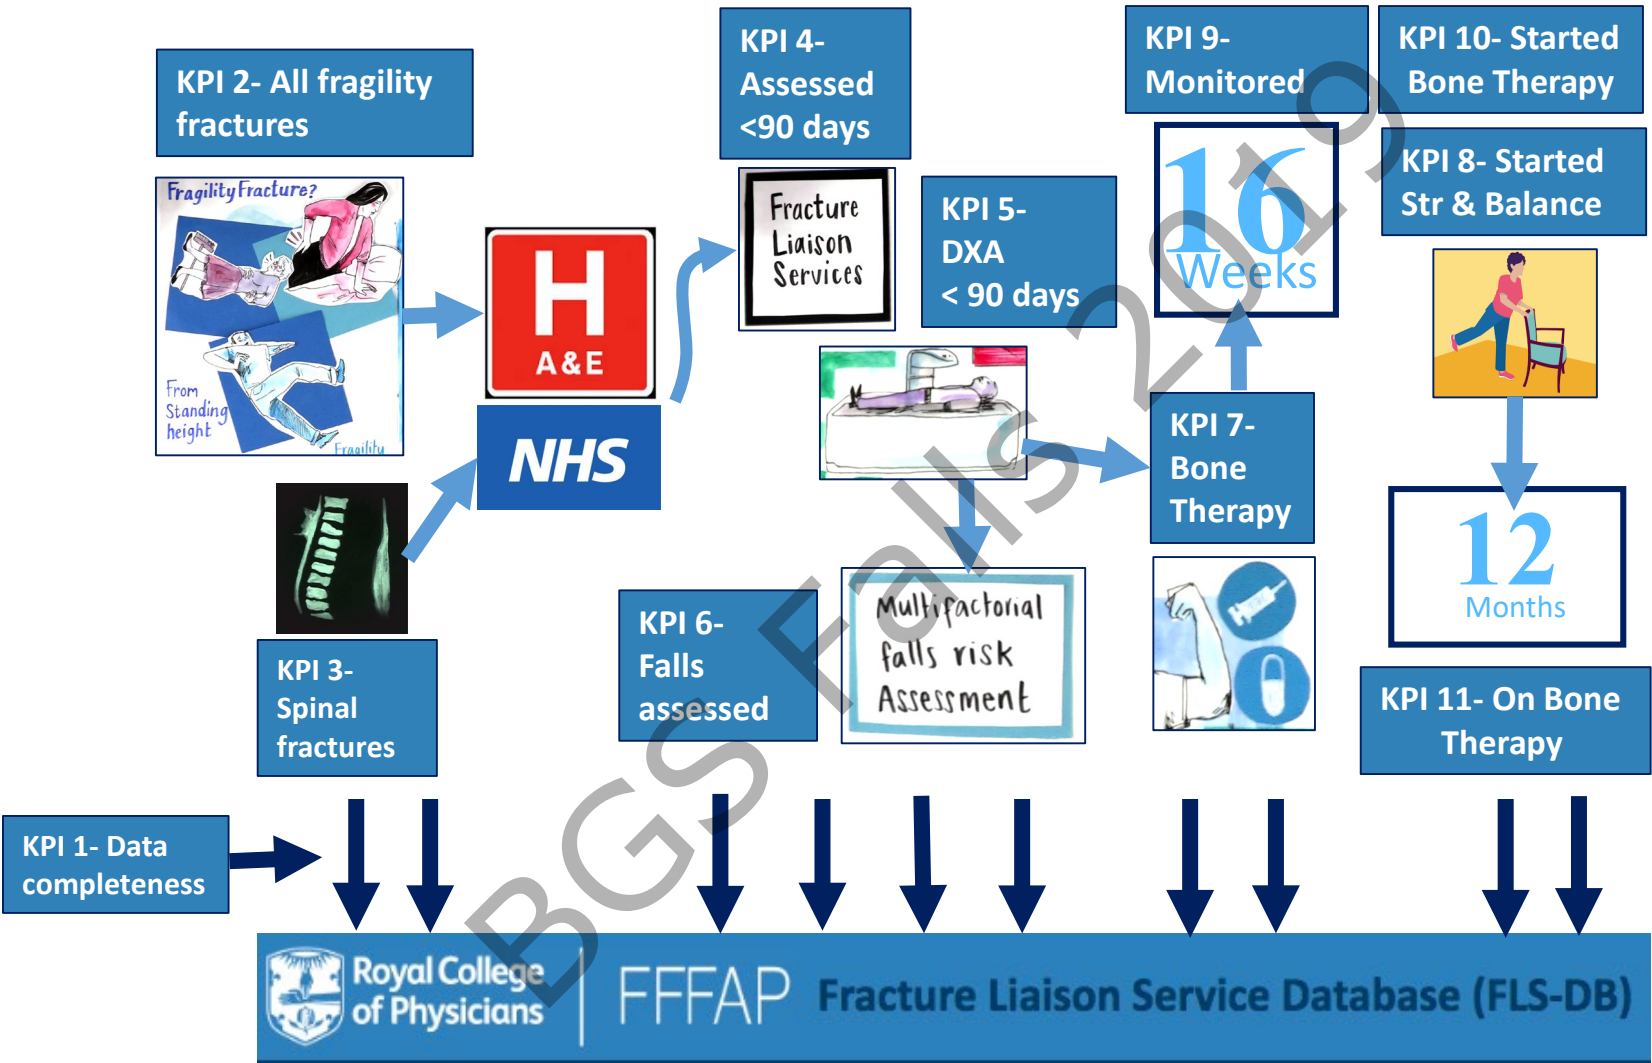 KPI 2- All fragility
fractures
FragilityFracture?
From
Standing
height
Fragility
H
A&E
NHS
KPI 3-
Spinal
fractures
KPI 1- Data
completeness
KPI 4-
Assessed
<90 days
Fracture
Liaison
Services
KPI 5-
DXA
< 90 days
KPI 6-
Falls
assessed
Multifactorial
falls risk
Assessment
KPI 9-
Monitored
16
Weeks
KPI 7-
Bone
Therapy
KPI 10- Started
Bone Therapy
KPI 8- Started
Str & Balance
12
Months
KPI 11- On Bone
Therapy
BGS Falls 2019
Royal College
of Physicians
FFFAP
Fracture Liaison Service Database (FLS-DB)